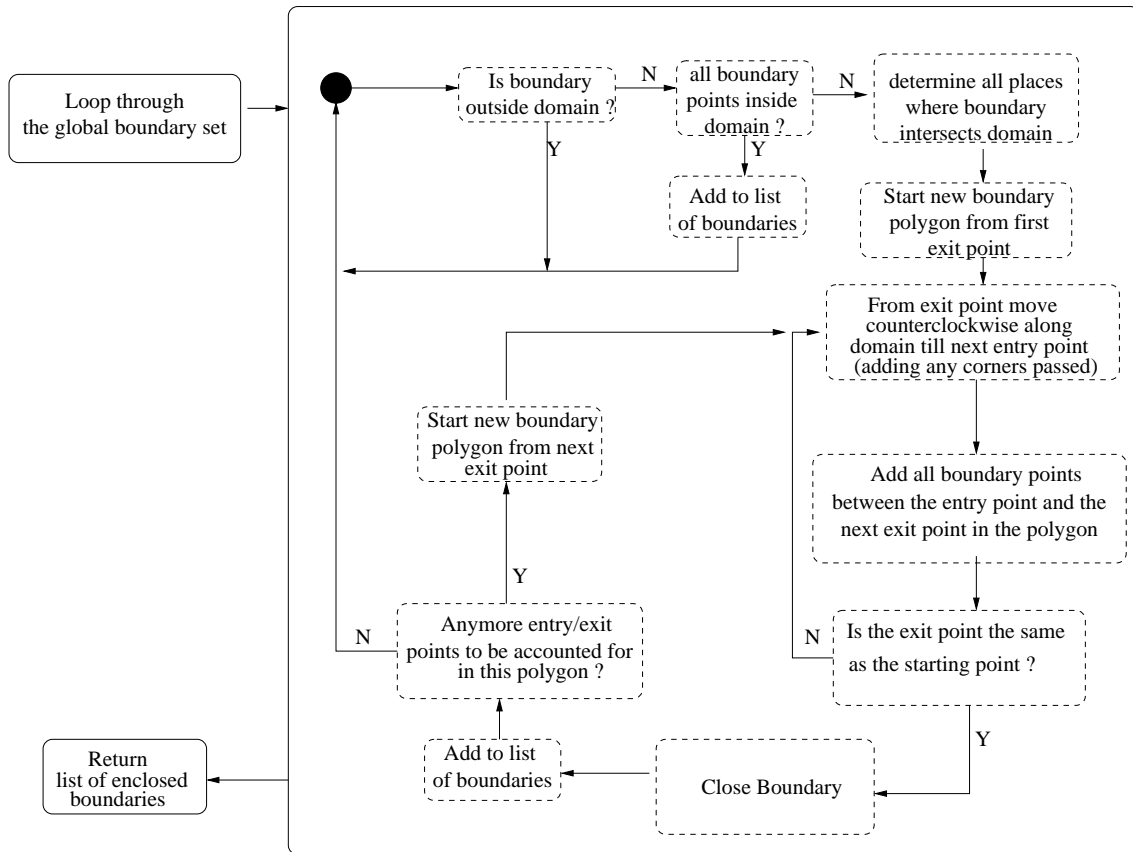 Loop through
the global boundary set
Is boundary
outside domain ?
N
Y
all boundary
points inside
domain ?
N
Y
determine all places
where boundary
intersects domain
Add to list
of boundaries
Start new boundary
polygon from first
exit point
From exit point move
counterclockwise along
domain till next entry point
(adding any corners passed)
Add all boundary points
between the entry point and the
next exit point in the polygon
Is the exit point the same
as the starting point ?
N
Y
Close Boundary
Add to list
of boundaries
Anymore entry/exit
points to be accounted for
in this polygon ?
N
Y
Start new boundary
polygon from next
exit point
Return
list of enclosed
boundaries